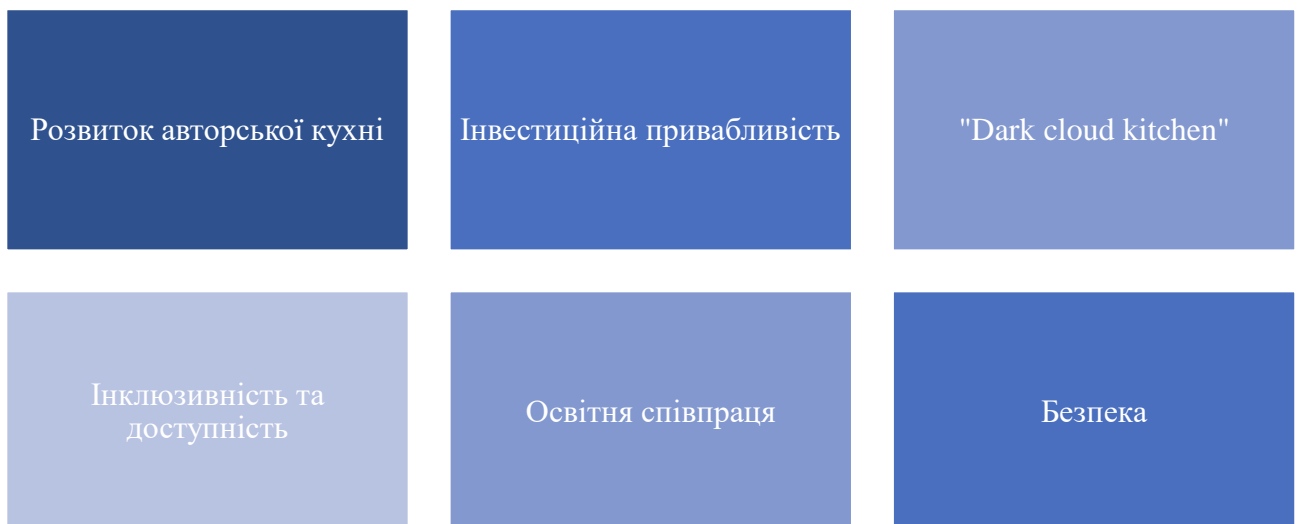 Розвиток авторської кухні
Інвестиційна привабливість
"Dark cloud kitchen"
Інклюзивність та
доступність
Освітня співпраця
Безпека